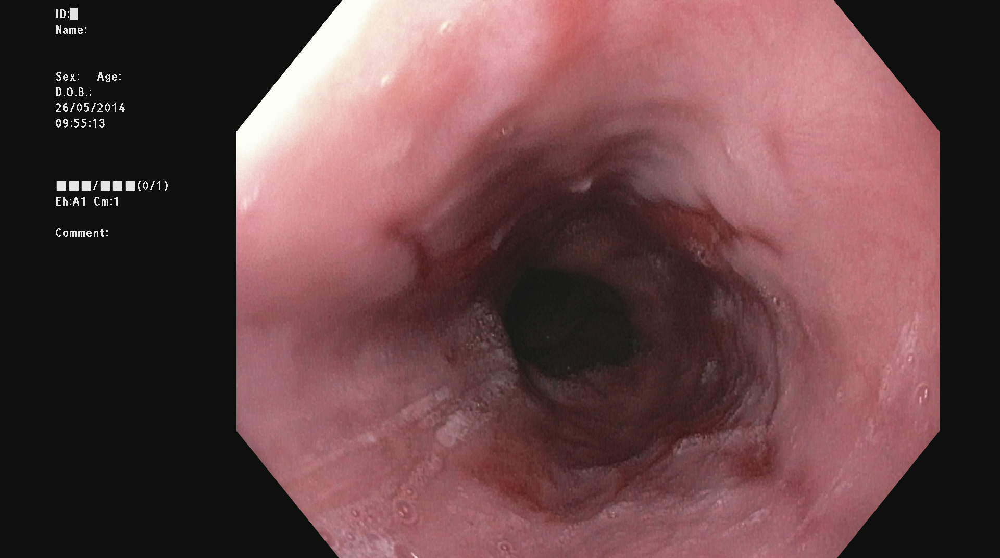 ID:
Name:
Sex: Age:
D.O.B.:
26/05/2014
09:55:13
■■■/■■■(0/1)
Eh:A1 Cm:1
Comment: